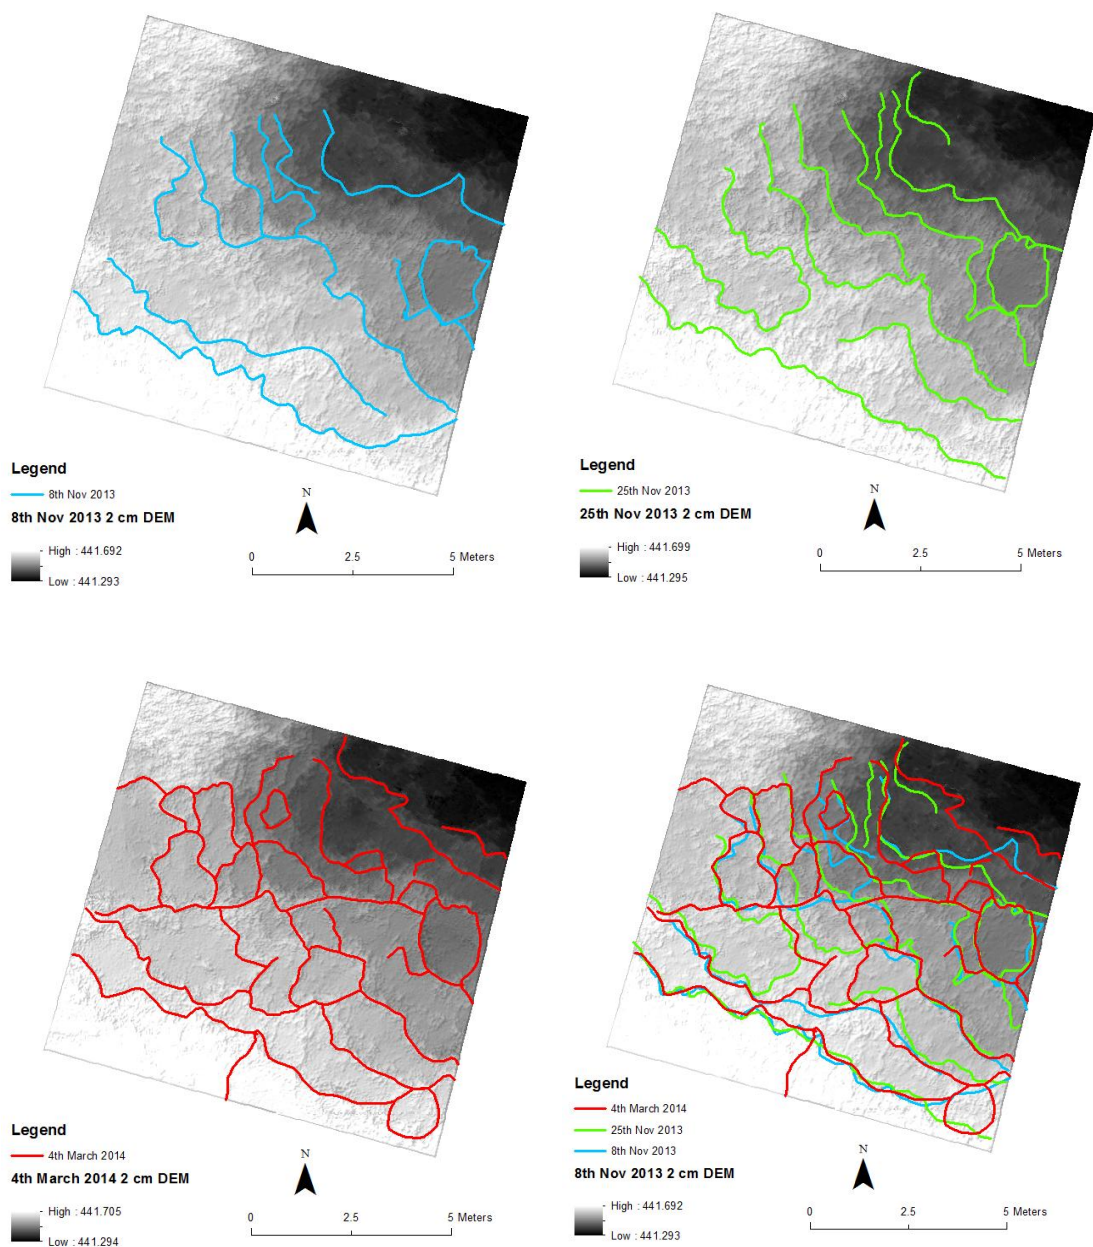 Legend
8th Nov 2013
8th Nov 2013 2 cm DEM
High : 441.692
Low : 441.293
N
0 2.5 5 Meters
Legend
25th Nov 2013
25th Nov 2013 2 cm DEM
High : 441.699
Low : 441.295
N
0 2.5 5 Meters
Legend
4th March 2014
4th March 2014 2 cm DEM
High : 441.705
Low : 441.294
N
0 2.5 5 Meters
Legend
4th March 2014
25th Nov 2013
8th Nov 2013
8th Nov 2013 2 cm DEM
High : 441.692
Low : 441.293
N
0 2.5 5 Meters